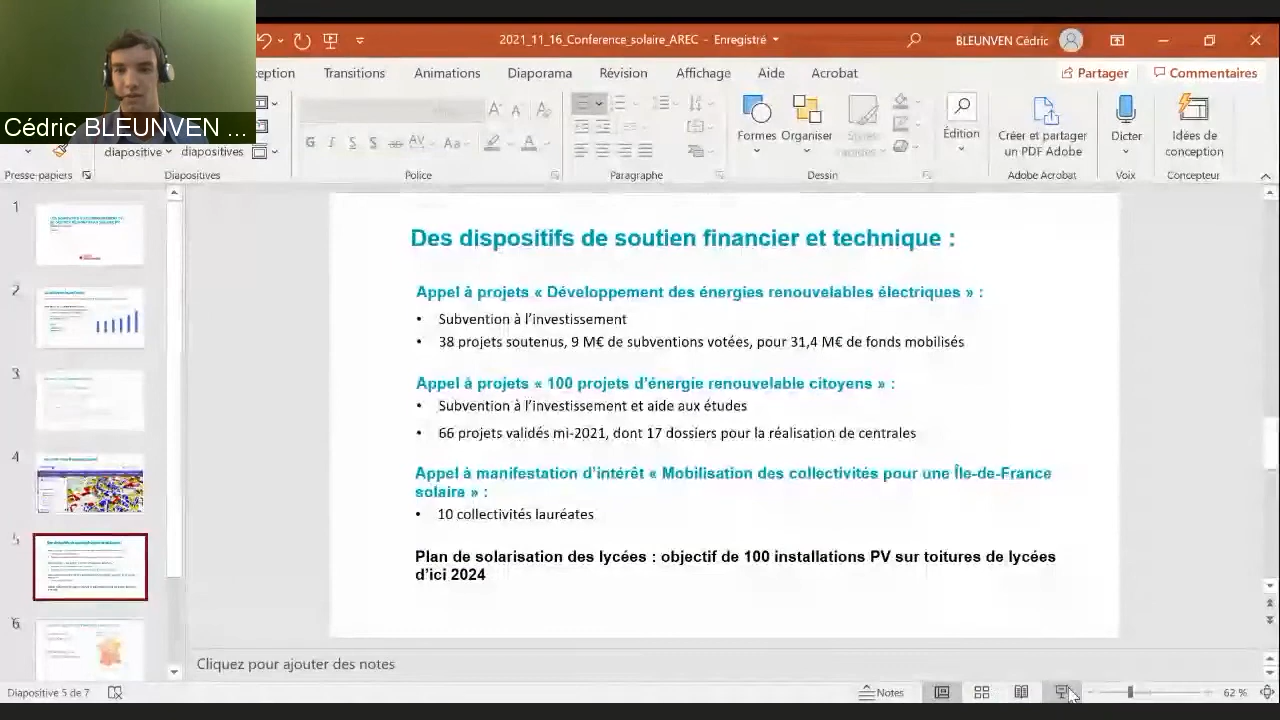 2021_11_16_Conference_solaire_AREC - Enregistré
BLEUNVEN Cédric
Cédric BLEUNVEN ...
ception
Transitions
Animations
Diaporama
Révision
Affichage
Aide
Acrobat
Partager
Commentaires
diapositive
diapositives
Formes
Organiser
Édition
Créer et partager
un PDF Adobe
Dicter
Idées de
conception
Presse-papiers
Diapositives
Police
Paragraphe
Dessin
Adobe Acrobat
Voix
Concepteur
1
2
3
4
5
6
Des dispositifs de soutien financier et technique :
Appel à projets « Développement des énergies renouvelables électriques » :
• Subvention à l'investissement
• 38 projets soutenus, 9 M€ de subventions votées, pour 31,4 M€ de fonds mobilisés
Appel à projets « 100 projets d'énergie renouvelable citoyens » :
• Subvention à l'investissement et aide aux études
• 66 projets validés mi-2021, dont 17 dossiers pour la réalisation de centrales
Appel à manifestation d'intérêt « Mobilisation des collectivités pour une Île-de-France
solaire » :
• 10 collectivités lauréates
Plan de solarisation des lycées : objectif de 100 installations PV sur toitures de lycées
d'ici 2024
Cliquez pour ajouter des notes
Diapositive 5 de 7
Notes
62 %